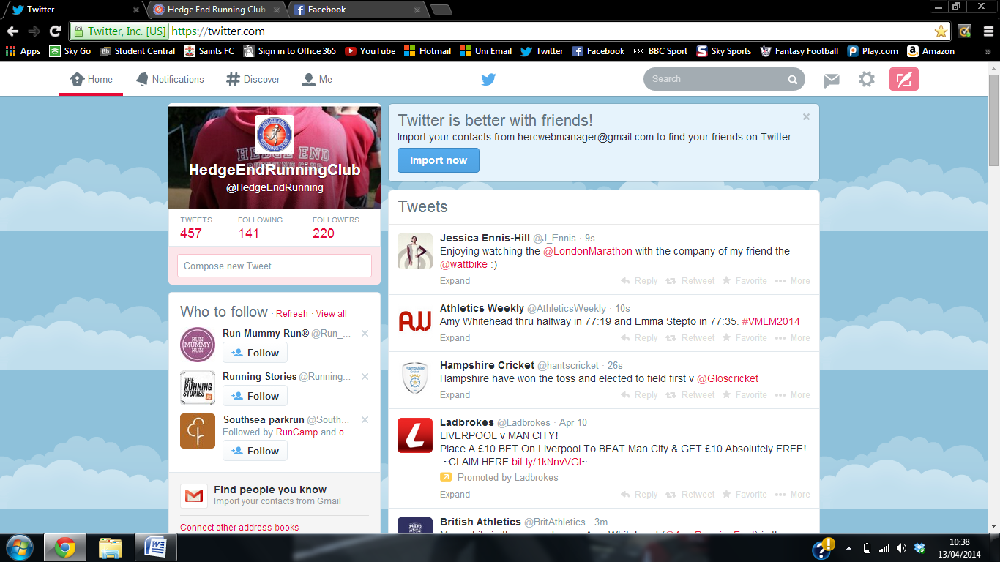 Twitter
Hedge End Running Club
Facebook
Twitter, Inc. [US] https://twitter.com
Apps Sky Go Student Central Saints FC Sign in to Office 365 YouTube Hotmail Uni Email Twitter Facebook BBC Sport Sky Sports Fantasy Football Play.com Amazon »
Home Notifications Discover Me Search
HEDGE END
RUNNING CLUB
HEDGE END
RUNNING CLUB
HedgeEndRunningClub
@HedgeEndRunning
TWEETS FOLLOWING FOLLOWERS
457 141 220
Compose new Tweet…
Who to follow · Refresh · View all
RUN
MUMMY
RUN
Run Mummy Run® @Run_...
Follow
THE
RUNNING
STORIES
Running Stories @Running...
Follow
Southsea parkrun @South...
Followed by RunCamp and o...
Follow
Find people you know
Import your contacts from Gmail
Connect other address books
Twitter is better with friends!
Import your contacts from hercwebmanager@gmail.com to find your friends on Twitter.
Import now
Tweets
Jessica Ennis-Hill @J_Ennis · 9s
Enjoying watching the @LondonMarathon with the company of my friend the
@wattbike :)
Expand Reply Retweet Favorite More
AW
Athletics Weekly @AthleticsWeekly · 10s
Amy Whitehead thru halfway in 77:19 and Emma Stepto in 77:35. #VMLM2014
Expand Reply Retweet Favorite More
Hampshire
Cricket
Hampshire Cricket @hantscricket · 26s
Hampshire have won the toss and elected to field first v @Gloscricket
Expand Reply Retweet Favorite More
Ladbrokes @Ladbrokes · Apr 10
LIVERPOOL v MAN CITY!
Place A £10 BET On Liverpool To BEAT Man City & GET £10 Absolutely FREE!
~CLAIM HERE bit.ly/1kNnvVGl~
Promoted by Ladbrokes
Expand Reply Retweet Favorite More
British Athletics @BritAthletics · 3m
10:38
13/04/2014